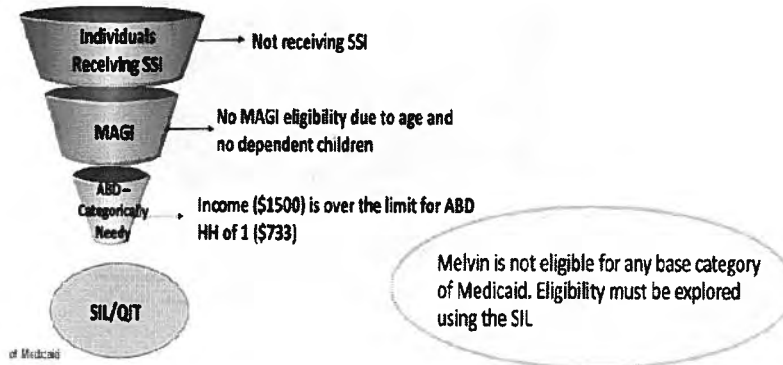 Individuals
Receiving SSI
Not receiving SSI
MAGI
No MAGI eligibility due to age and
no dependent children
ABD –
Categorically
Needy
Income ($1500) is over the limit for ABD
HH of 1 ($733)
SIL/QIT
Melvin is not eligible for any base category
of Medicaid. Eligibility must be explored
using the SIL
of Medicaid